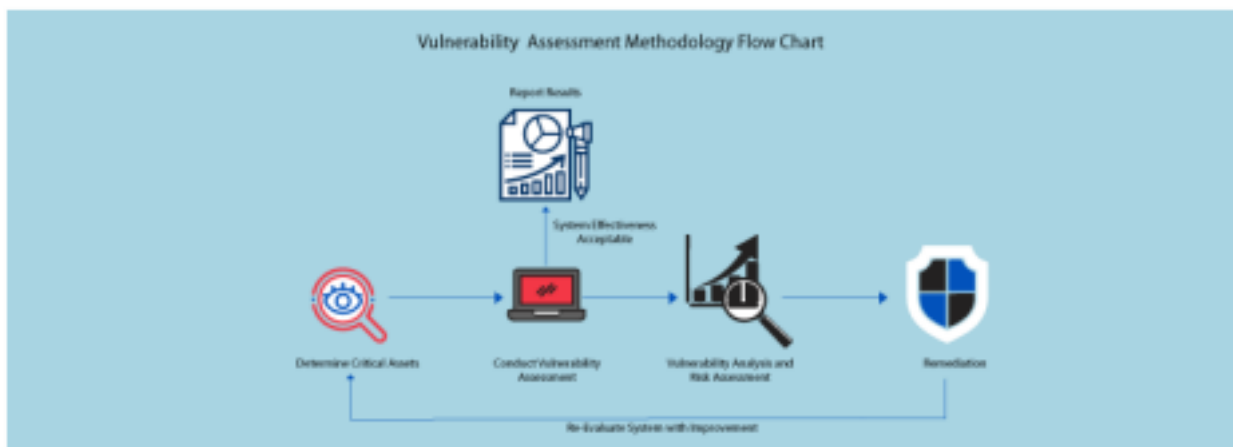 Vulnerability Assessment Methodology Flow Chart
Report Results
System Effectiveness
Acceptable
Determine Critical Assets
Conduct Vulnerability
Assessment
Vulnerability Analysis and
Risk Assessment
Remediation
Re-Evaluate System with Improvement